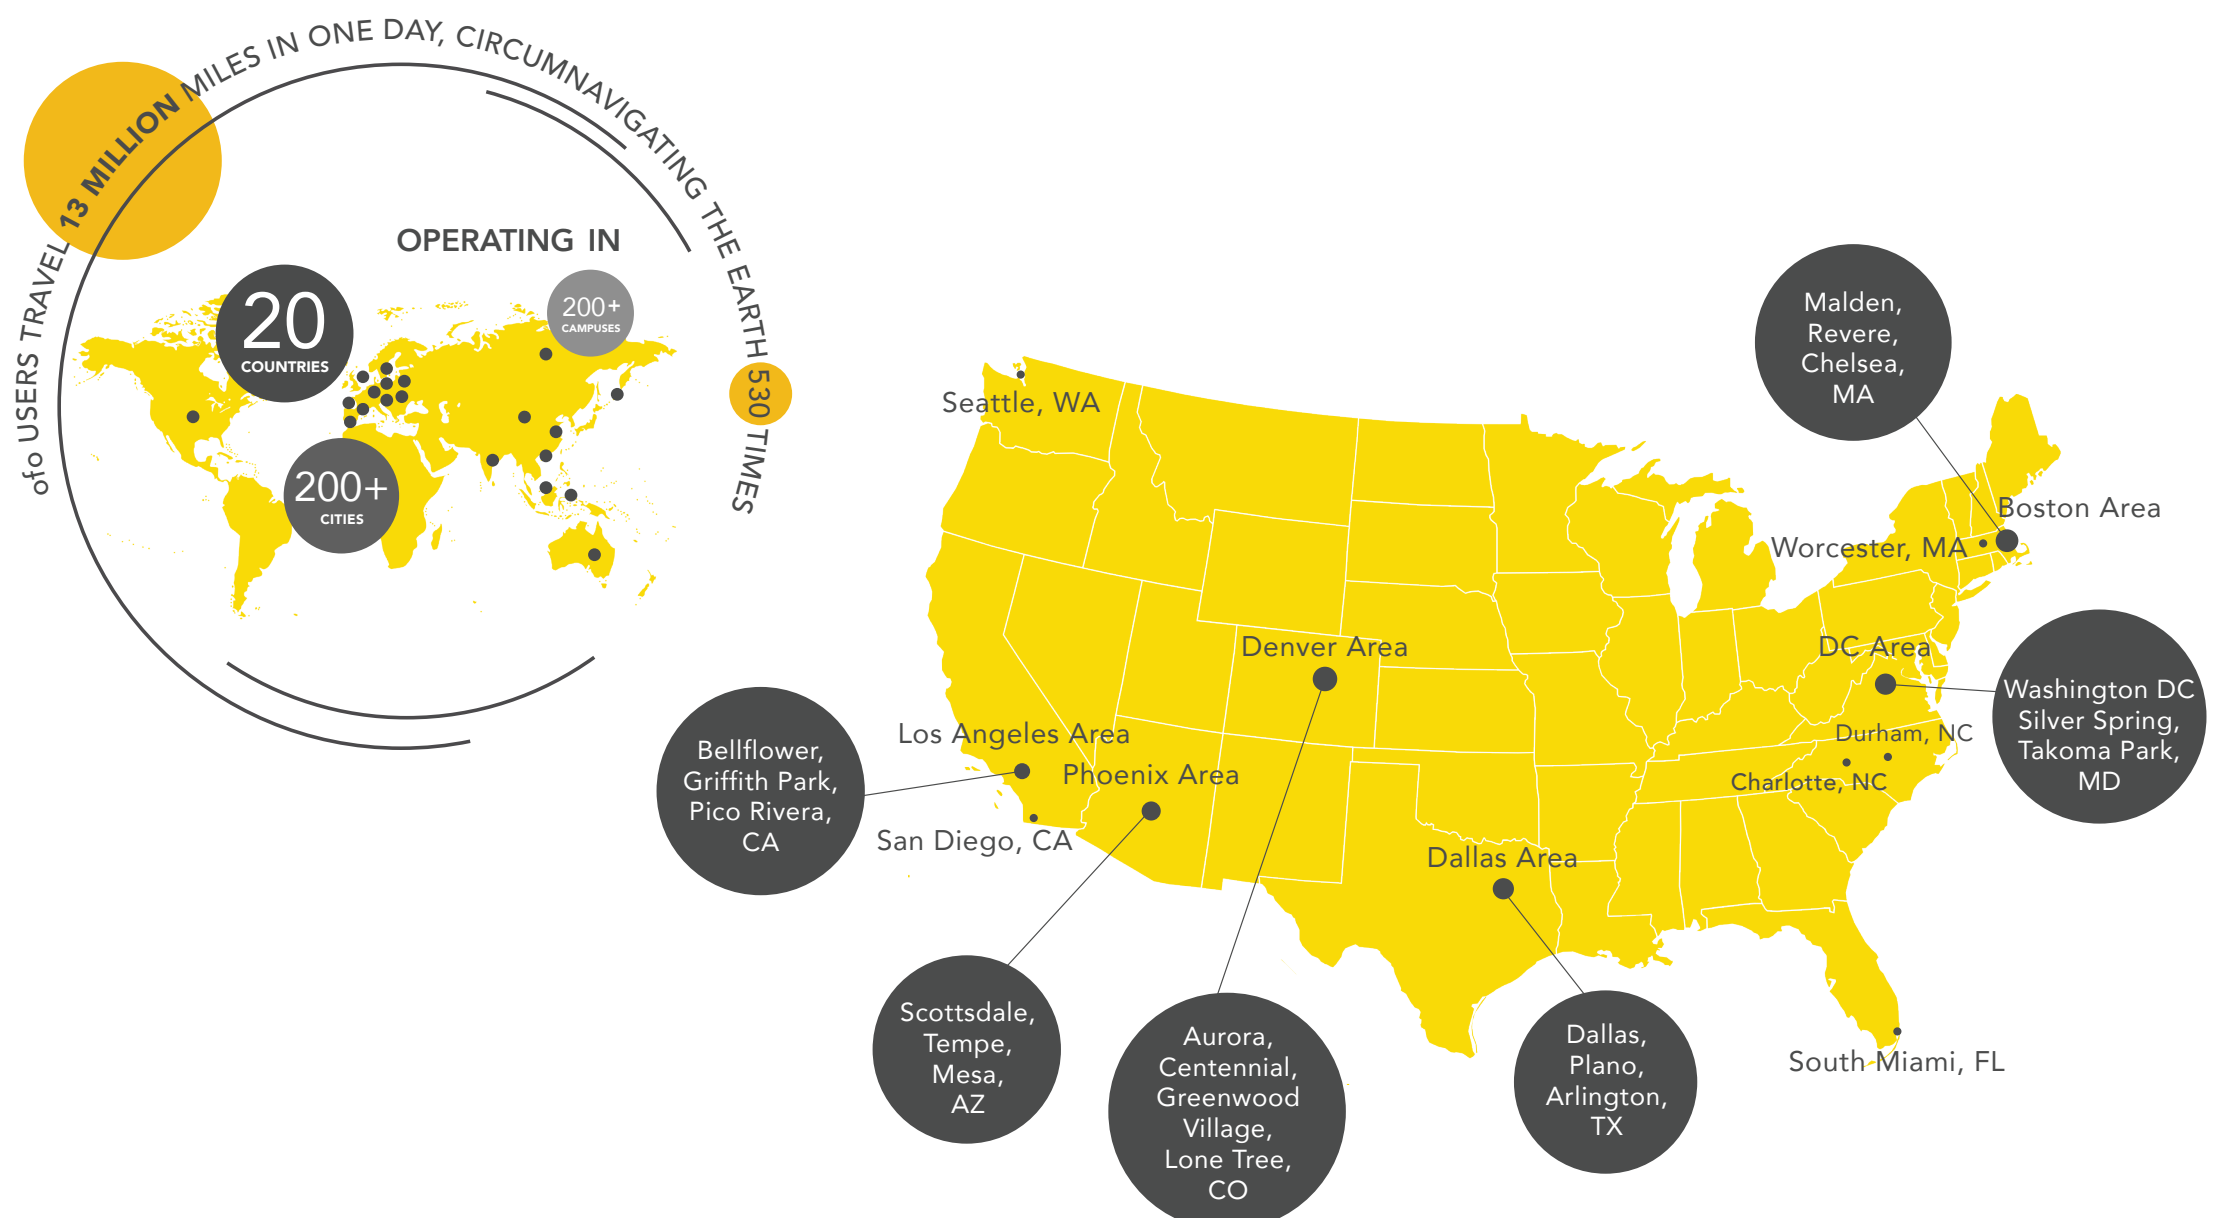 ofo USERS TRAVEL 13 MILLION MILES IN ONE DAY, CIRCUMNAVIGATING THE EARTH 530 TIMES
OPERATING IN
20
COUNTRIES
200+
CAMPUSES
200+
CITIES
Seattle, WA
Malden,
Revere,
Chelsea,
MA
Boston Area
Worcester, MA
Denver Area
DC Area
Washington DC
Silver Spring,
Takoma Park,
MD
Los Angeles Area
Bellflower,
Griffith Park,
Pico Rivera,
CA
Phoenix Area
Durham, NC
Charlotte, NC
San Diego, CA
Dallas Area
Scottsdale,
Tempe,
Mesa,
AZ
Aurora,
Centennial,
Greenwood
Village,
Lone Tree,
CO
Dallas,
Plano,
Arlington,
TX
South Miami, FL